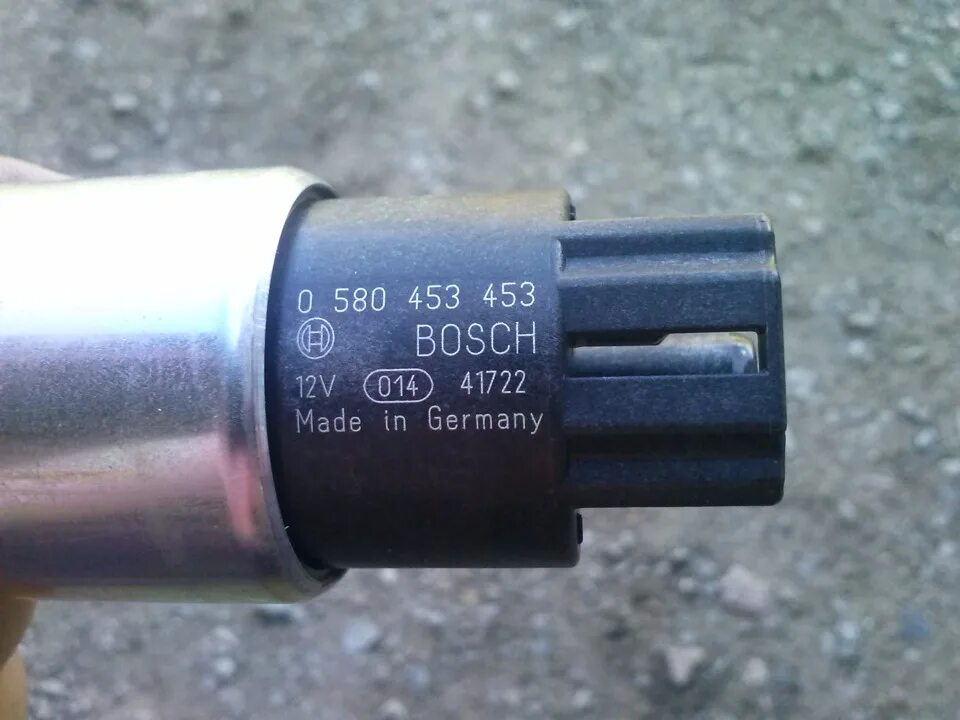 0 580 453 453
BOSCH
12V 014 41722
Made in Germany